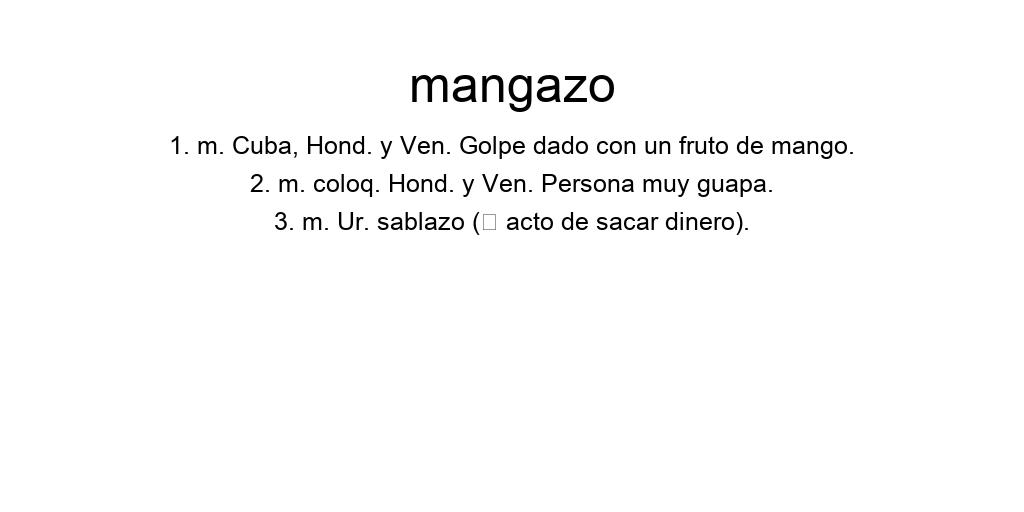 mangazo
1. m. Cuba, Hond. y Ven. Golpe dado con un fruto de mango.
2. m. coloq. Hond. y Ven. Persona muy guapa.
3. m. Ur. sablazo (□ acto de sacar dinero).